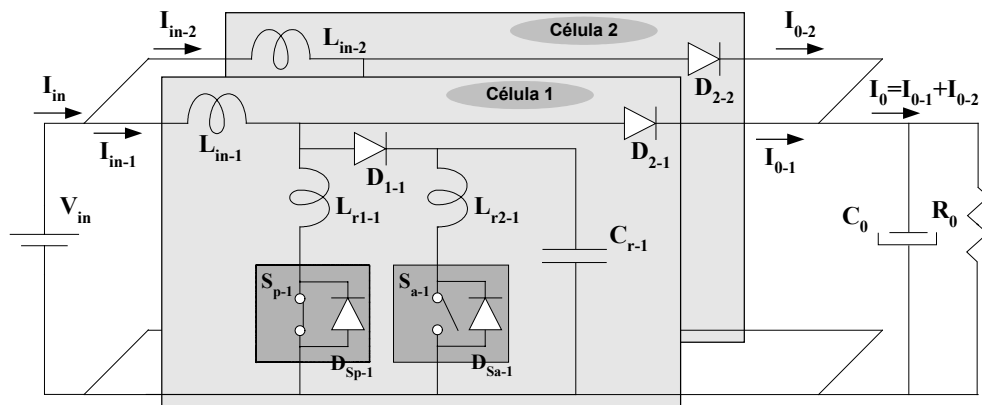 I_in-2
L_in-2
Célula 2
I_0-2
D_2-2
I_in
Célula 1
I_0=I_0-1+I_0-2
I_in-1
L_in-1
D_1-1
D_2-1
I_0-1
V_in
L_r1-1
L_r2-1
C_r-1
C_0
R_0
S_p-1
S_a-1
D_Sp-1
D_Sa-1